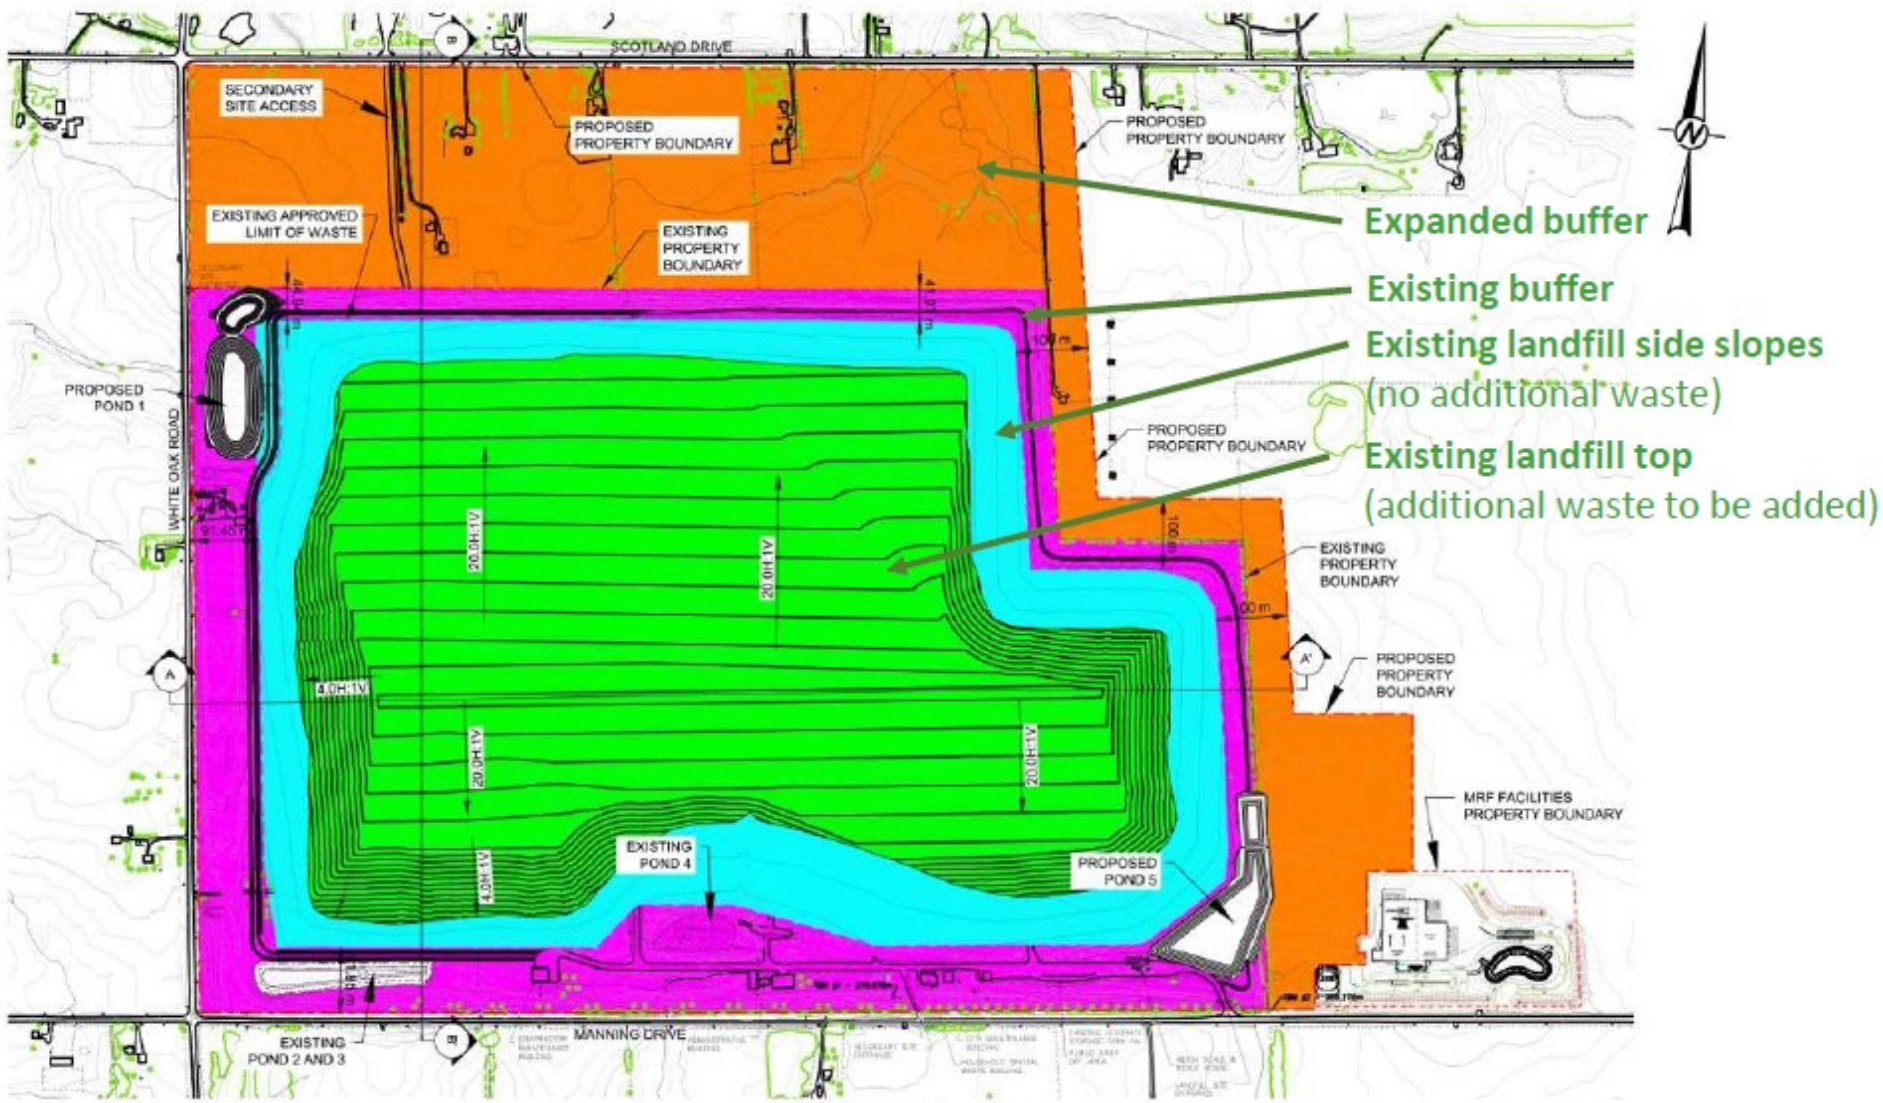 SCOTLAND DRIVE
B
SECONDARY
SITE ACCESS
PROPOSED
PROPERTY BOUNDARY
PROPOSED
PROPERTY BOUNDARY
N
Expanded buffer
EXISTING APPROVED
LIMIT OF WASTE
EXISTING
PROPERTY
BOUNDARY
Existing buffer
Existing landfill side slopes
(no additional waste)
PROPOSED
POND 1
WHITE OAK ROAD
PROPOSED
PROPERTY BOUNDARY
Existing landfill top
(additional waste to be added)
20.0H:1V
20.0H:1V
100 m
EXISTING
PROPERTY
BOUNDARY
A
A'
PROPOSED
PROPERTY
BOUNDARY
4.0H:1V
20.0H:1V
20.0H:1V
MRF FACILITIES
PROPERTY BOUNDARY
EXISTING
POND 4
4.0H:1V
PROPOSED
POND 5
MANNING DRIVE
EXISTING
POND 2 AND 3
B'